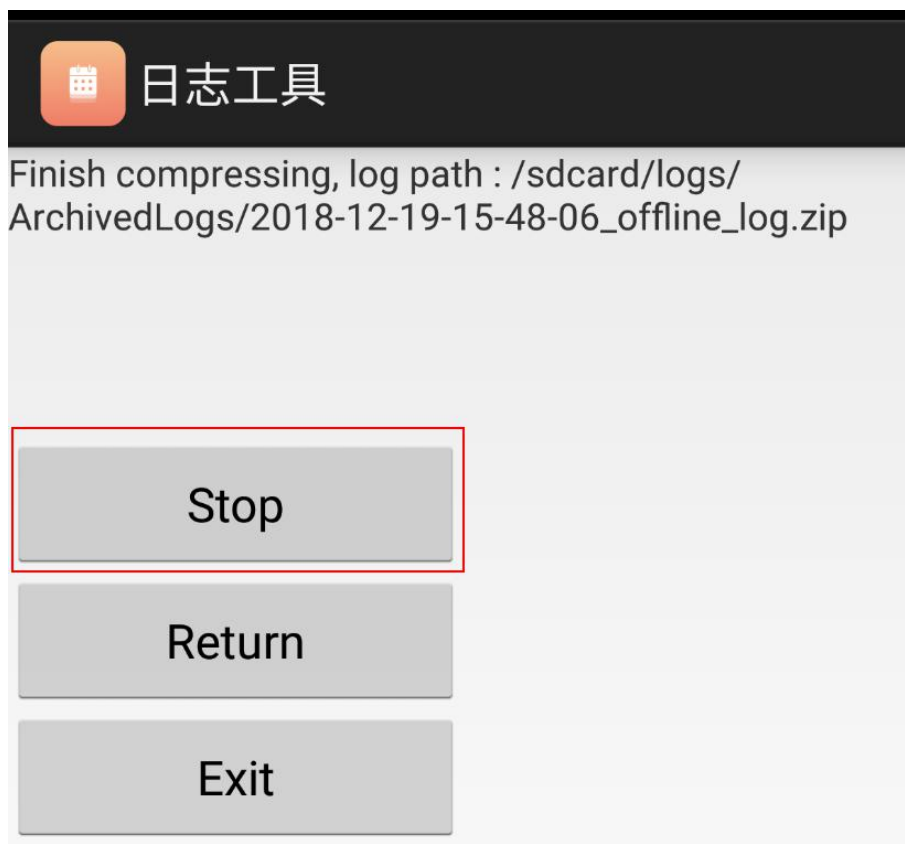 日志工具
Finish compressing, log path : /sdcard/logs/
ArchivedLogs/2018-12-19-15-48-06_offline_log.zip
Stop
Return
Exit